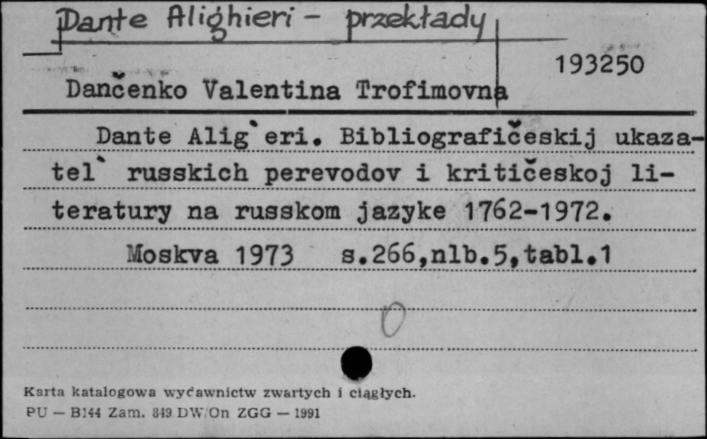 Dante Alighieri - przekłady
193250
Dančenko Valentina Trofimovna
Dante Alig`eri. Bibliografičeskij ukaza-
tel` russkich perevodov i kritičeskoj li-
teratury na russkom jazyke 1762-1972.
Moskva 1973 s.266,nlb.5,tabl.1
0
Karta katalogowa wydawnictw zwartych i ciągłych.
PU — B144 Zam. 849 DW/On ZGG — 1991